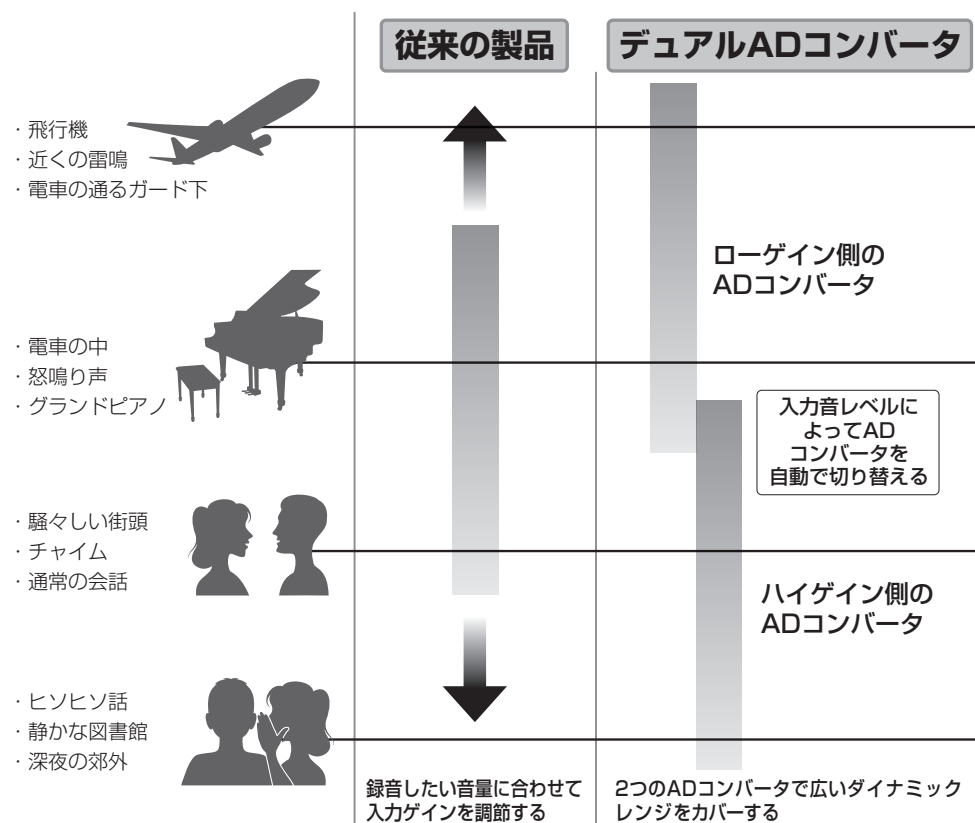 従来の製品
デュアルADコンバータ
・飛行機
・近くの雷鳴
・電車の通るガード下
ローゲイン側の
ADコンバータ
・電車の中
・怒鳴り声
・グランドピアノ
入力音レベルに
よってAD
コンバータを
自動で切り替える
・騒々しい街頭
・チャイム
・通常の会話
ハイゲイン側の
ADコンバータ
・ヒソヒソ話
・静かな図書館
・深夜の郊外
録音したい音量に合わせて
入力ゲインを調節する
2つのADコンバータで広いダイナミック
レンジをカバーする